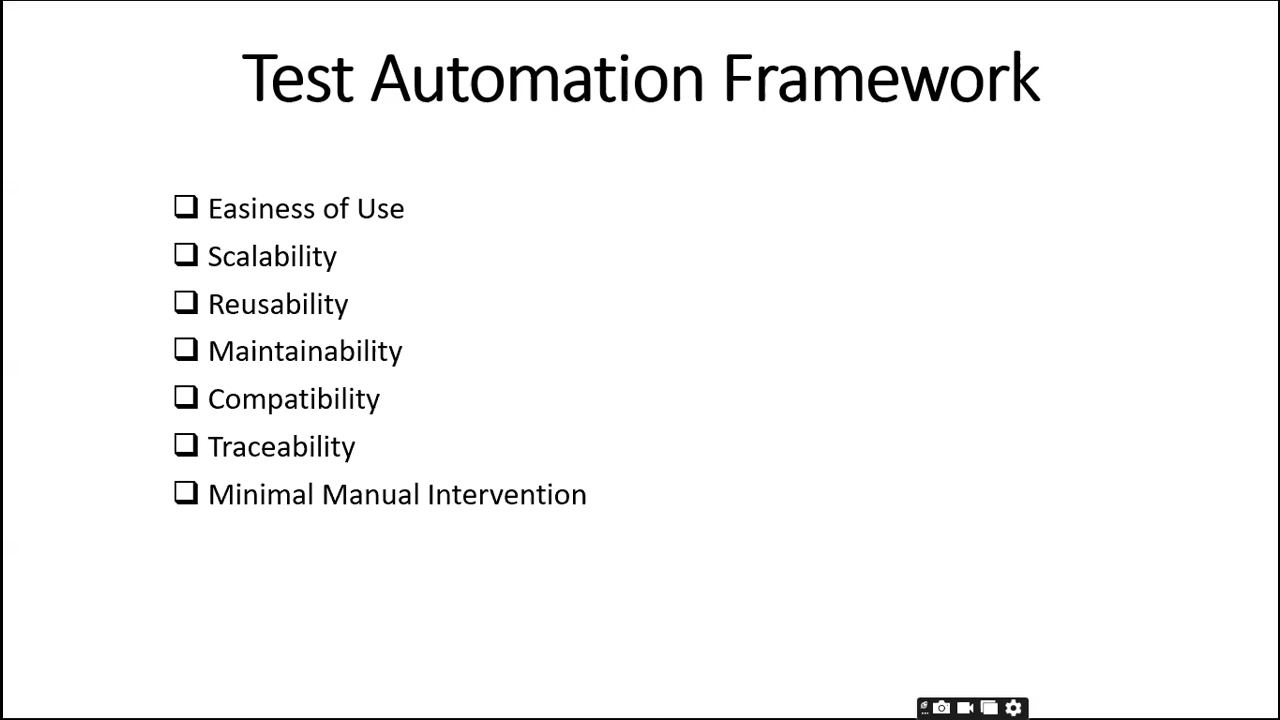 Test Automation Framework
Easiness of Use
Scalability
Reusability
Maintainability
Compatibility
Traceability
Minimal Manual Intervention